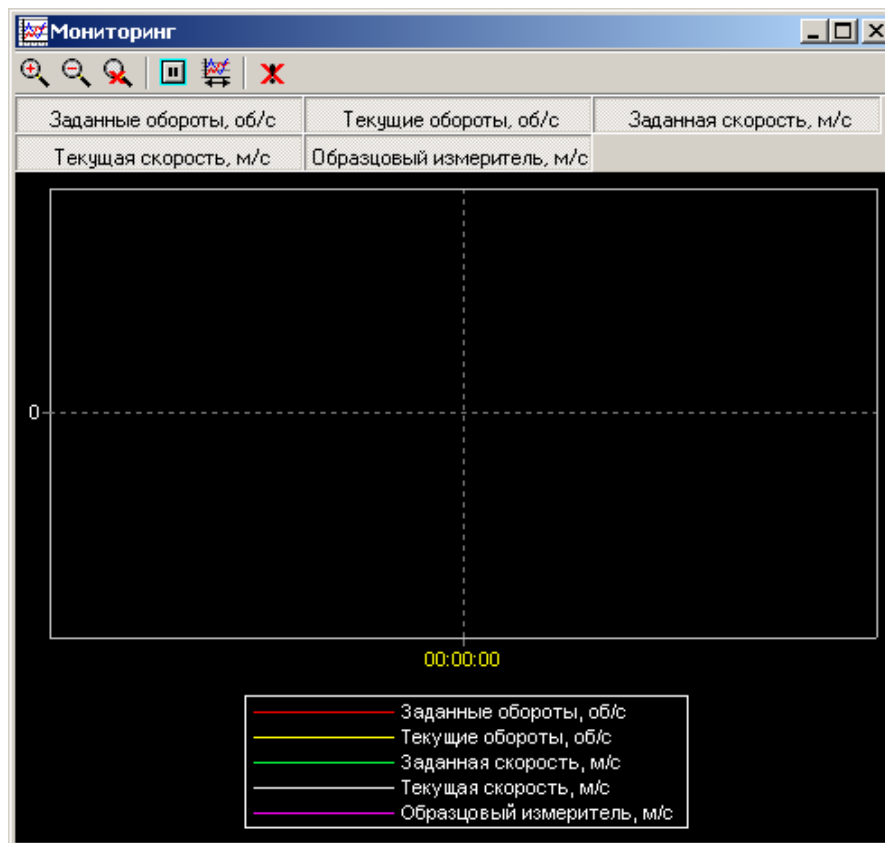 Мониторинг
Заданные обороты, об/с Текущие обороты, об/с Заданная скорость, м/с
Текущая скорость, м/с Образцовый измеритель, м/с
0
00:00:00
Заданные обороты, об/с
Текущие обороты, об/с
Заданная скорость, м/с
Текущая скорость, м/с
Образцовый измеритель, м/с